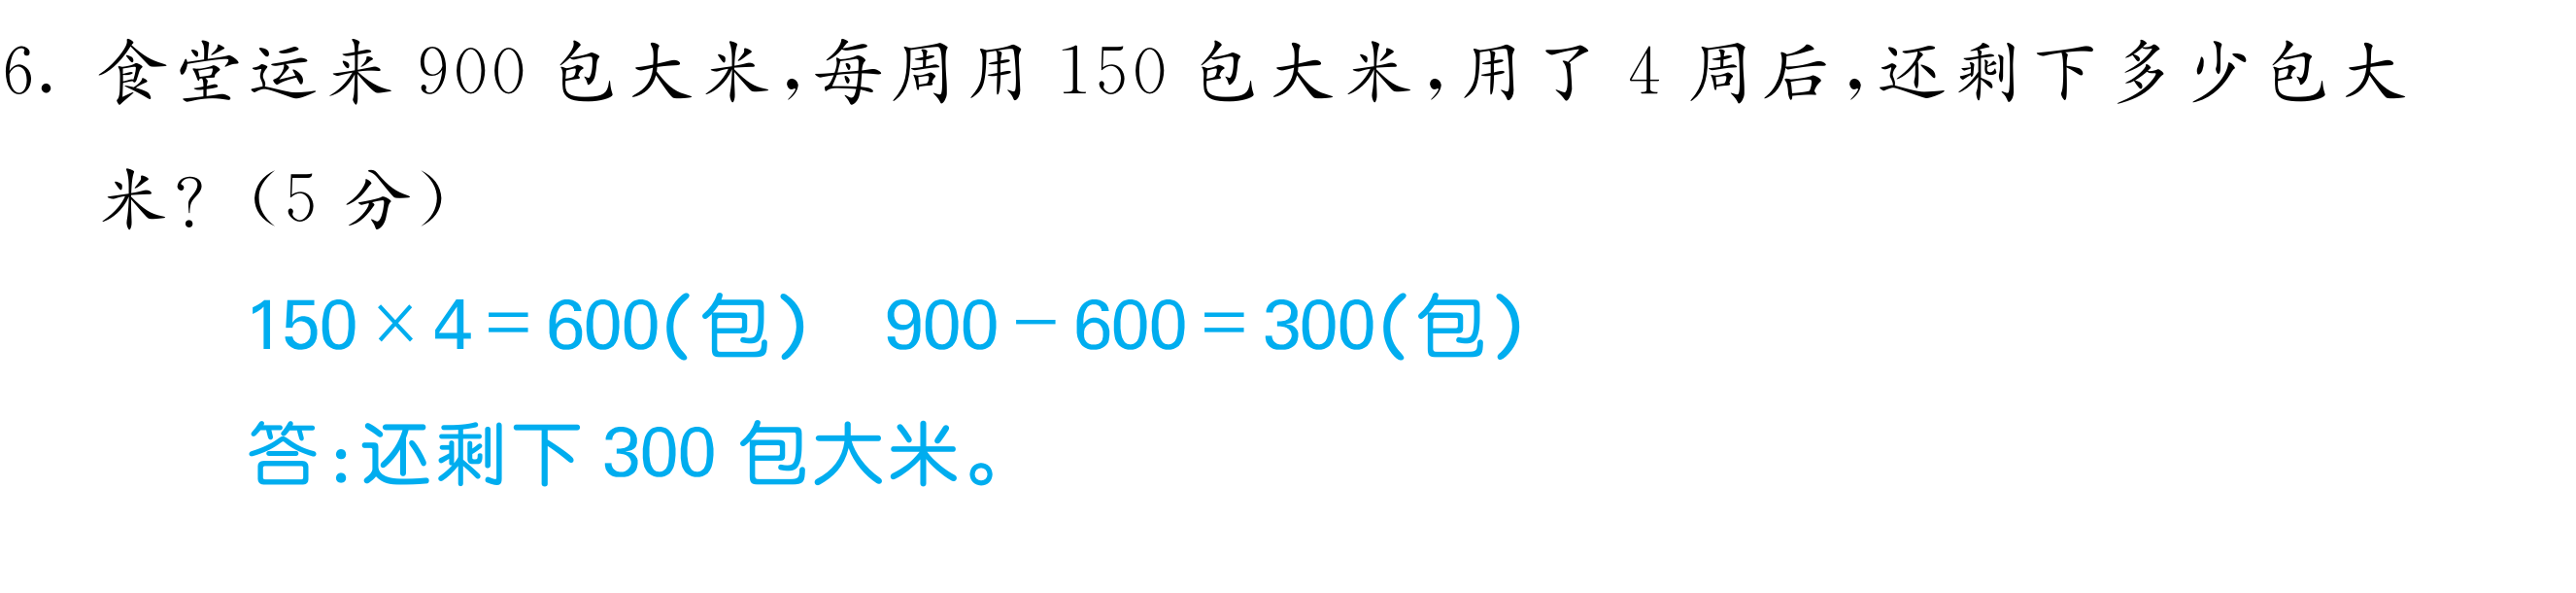 6. 食堂运来 900 包大米,每周用 150 包大米,用了 4 周后,还剩下多少包大
米?(5 分)
150×4=600(包) 900-600=300(包)
答:还剩下 300 包大米。